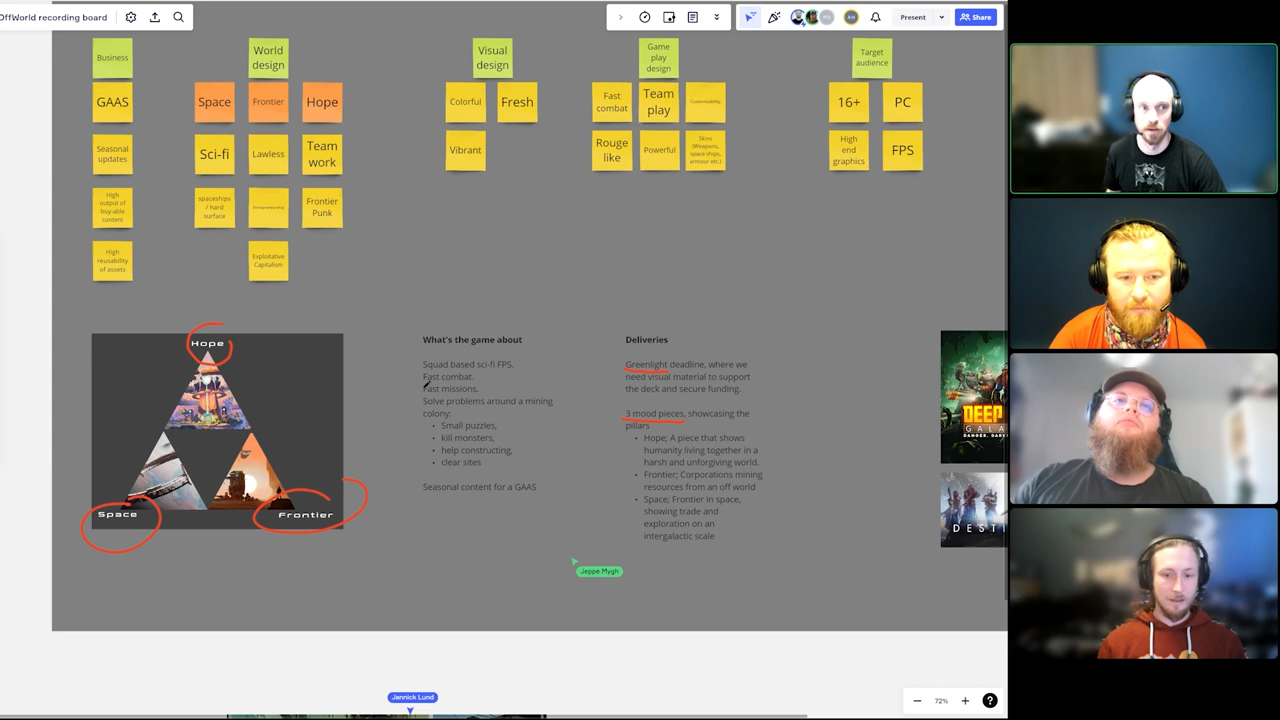 OffWorld recording board
Present
Share
Business
World
design
Visual
design
Game
play
design
Target
audience
GAAS
Space
Frontier
Hope
Colorful
Fresh
Fast
combat
Team
play
Customisability
16+
PC
Seasonal
updates
Sci-fi
Lawless
Team
work
Vibrant
Rouge
like
Powerful
Skins
(Weapons,
space ships,
armour etc.)
High
end
graphics
FPS
High
output of
buy-able
content
spaceships
/ hard
surface
Entrepreneurship
Frontier
Punk
High
reusability
of assets
Exploitative
Capitalism
Hope
Space
Frontier
What's the game about
Squad based sci-fi FPS.
Fast combat.
Fast missions.
Solve problems around a mining
colony:
• Small puzzles,
• kill monsters,
• help constructing,
• clear sites
Seasonal content for a GAAS
Deliveries
Greenlight deadline, where we
need visual material to support
the deck and secure funding.
3 mood pieces, showcasing the
pillars
• Hope; A piece that shows
humanity living together in a
harsh and unforgiving world.
• Frontier; Corporations mining
resources from an off world
• Space; Frontier in space,
showing trade and
exploration on an
intergalactic scale
DEEP
GALA
DANGER. DARK
DESTI
Jeppe Mygh
Jennick Lund
72%